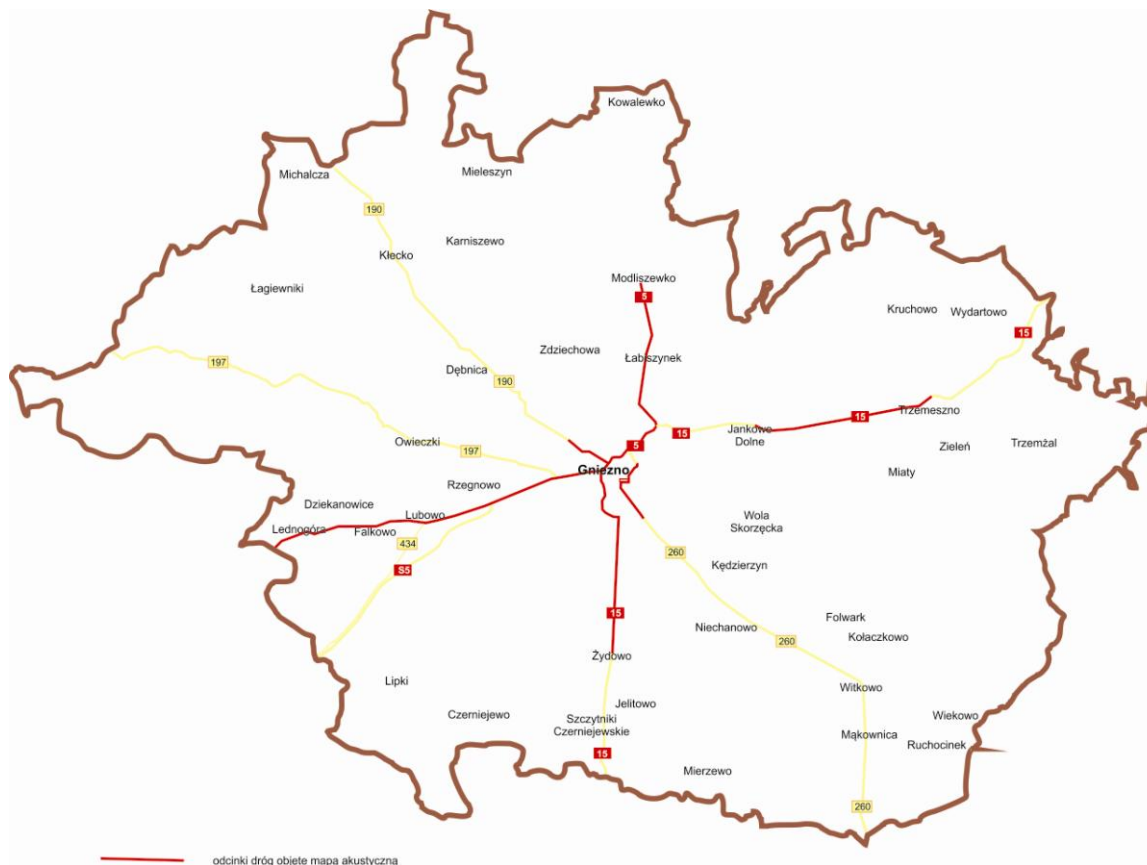 Kowalewko
Michalcza
Mieleszyn
190
Karniszewo
Kłecko
Modliszewko
Łagiewniki
5
Kruchowo
Wydartowo
15
Zdziechowa
Łabiszynek
197
Dębnica
190
Trzemeszno
15
Jankowo
Dolne
15
Owieczki
197
5
Zieleń
Trzemżal
Gniezno
Miaty
Rzegnowo
Dziekanowice
Lubowo
Wola
Skorzęcka
Lednogóra
Fałkowo
434
260
S5
Kędzierzyn
15
Folwark
Niechanowo
Kołaczkowo
260
Żydowo
Lipki
Witkowo
Jelitowo
Czerniejewo
Szczytniki
Czerniejewskie
Wiekowo
Mąkownica
Ruchocinek
15
Mierzewo
260
odcinki dróg objęte mapa akustyczna